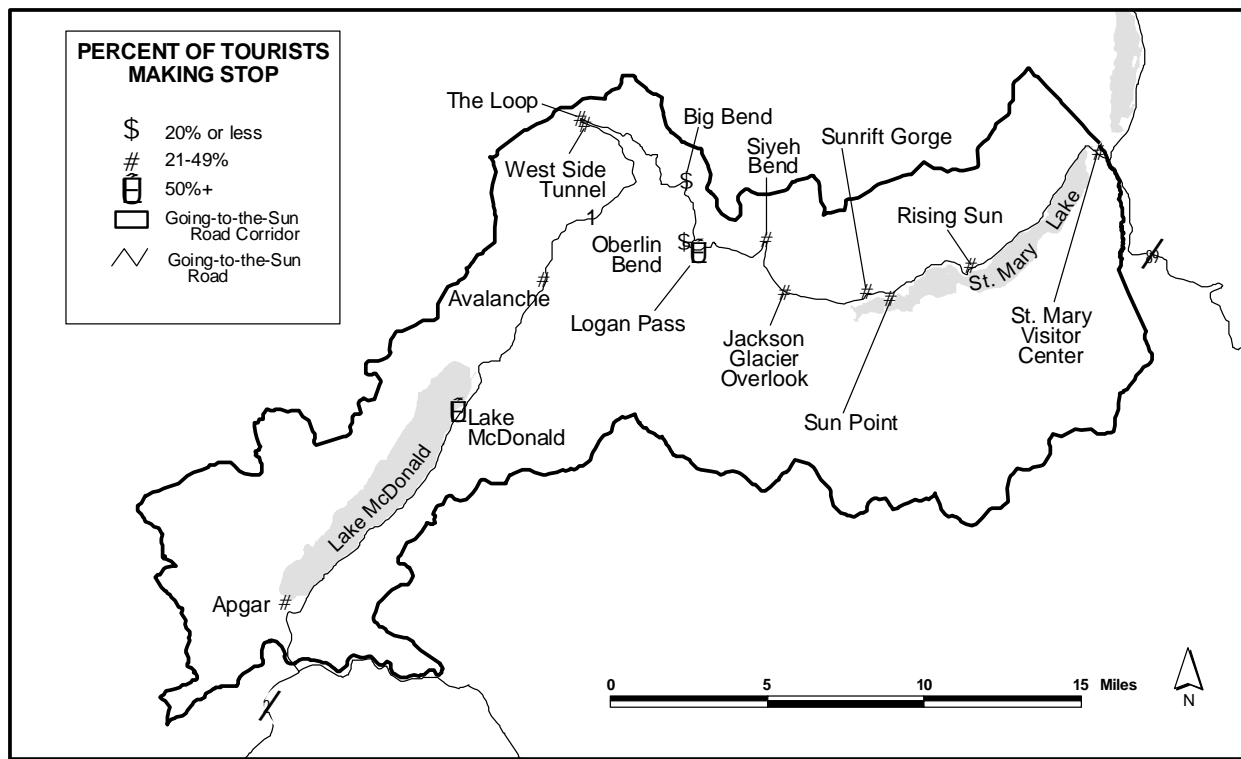 PERCENT OF TOURISTS
MAKING STOP
$ 20% or less
# 21-49%
50%+
Going-to-the-Sun
Road Corridor
Going-to-the-Sun
Road
The Loop
Big Bend
West Side
Tunnel
Siyeh
Bend
Sunrift Gorge
Rising Sun
Oberlin
Bend
Logan Pass
Avalanche
Jackson
Glacier
Overlook
Sun Point
St. Mary Lake
St. Mary
Visitor
Center
Lake
McDonald
Lake McDonald
Apgar
1
# # $ $ # # # # # # # #
0 5 10 15 Miles
N